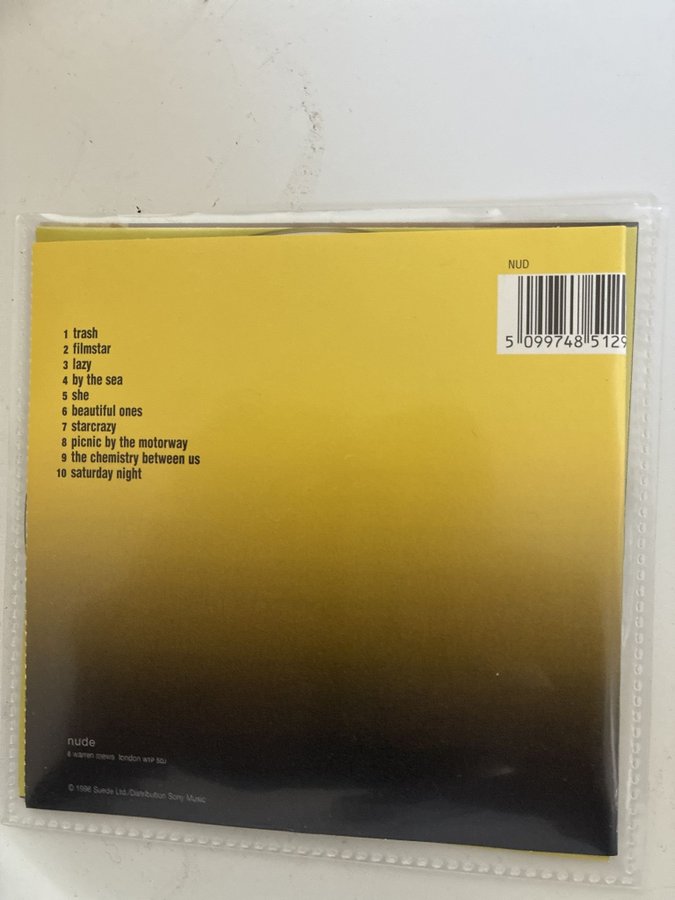 NUD
5 099748 5129
1 trash
2 filmstar
3 lazy
4 by the sea
5 she
6 beautiful ones
7 starcrazy
8 picnic by the motorway
9 the chemistry between us
10 saturday night
nude
6 warren mews london W1P 5DJ
© 1996 Suede Ltd./Distribution Sony Music